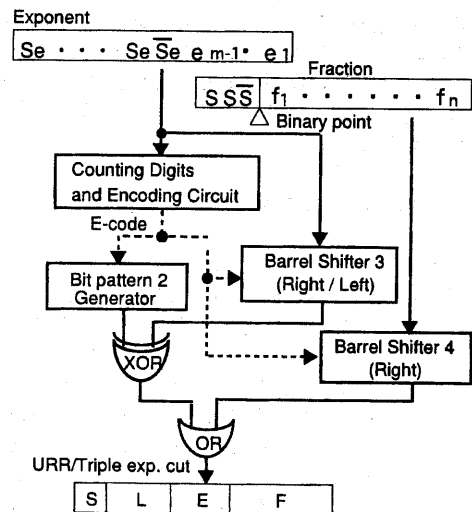 Exponent
Se · · · Se S̅e e m-1 · e 1
Fraction
S S S̅ f1 · · · · · · · fn
Binary point
Counting Digits
and Encoding Circuit
E-code
Bit pattern 2
Generator
Barrel Shifter 3
(Right / Left)
XOR
Barrel Shifter 4
(Right)
OR
URR/Triple exp. cut
S L E F